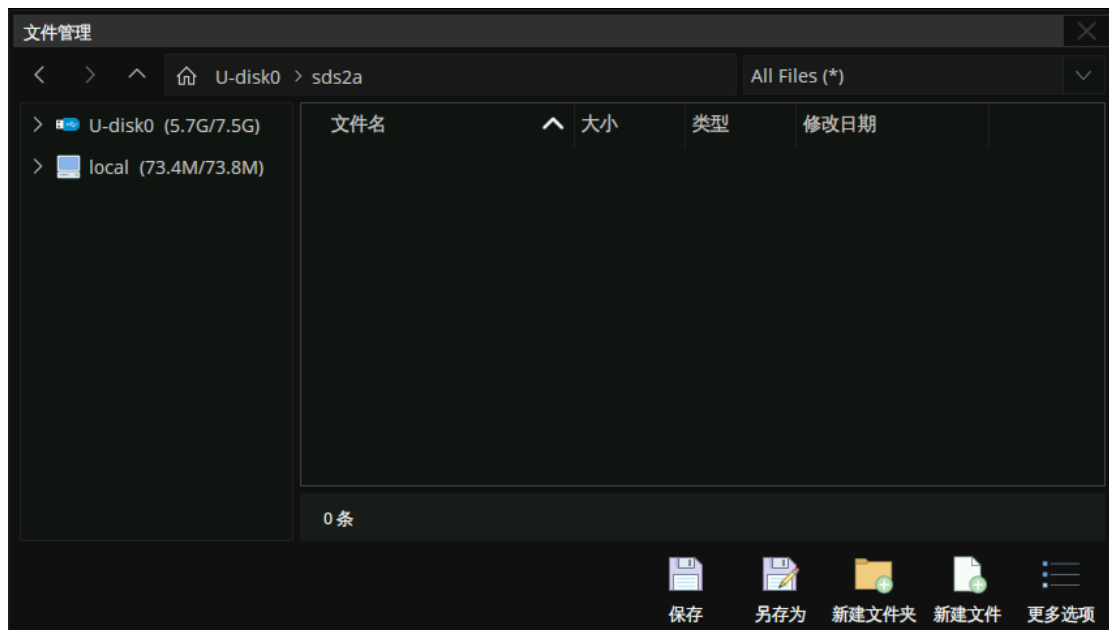 文件管理
U-disk0 > sds2a
All Files (*)
U-disk0 (5.7G/7.5G)
local (73.4M/73.8M)
文件名 大小 类型 修改日期
0 条
保存 另存为 新建文件夹 新建文件 更多选项